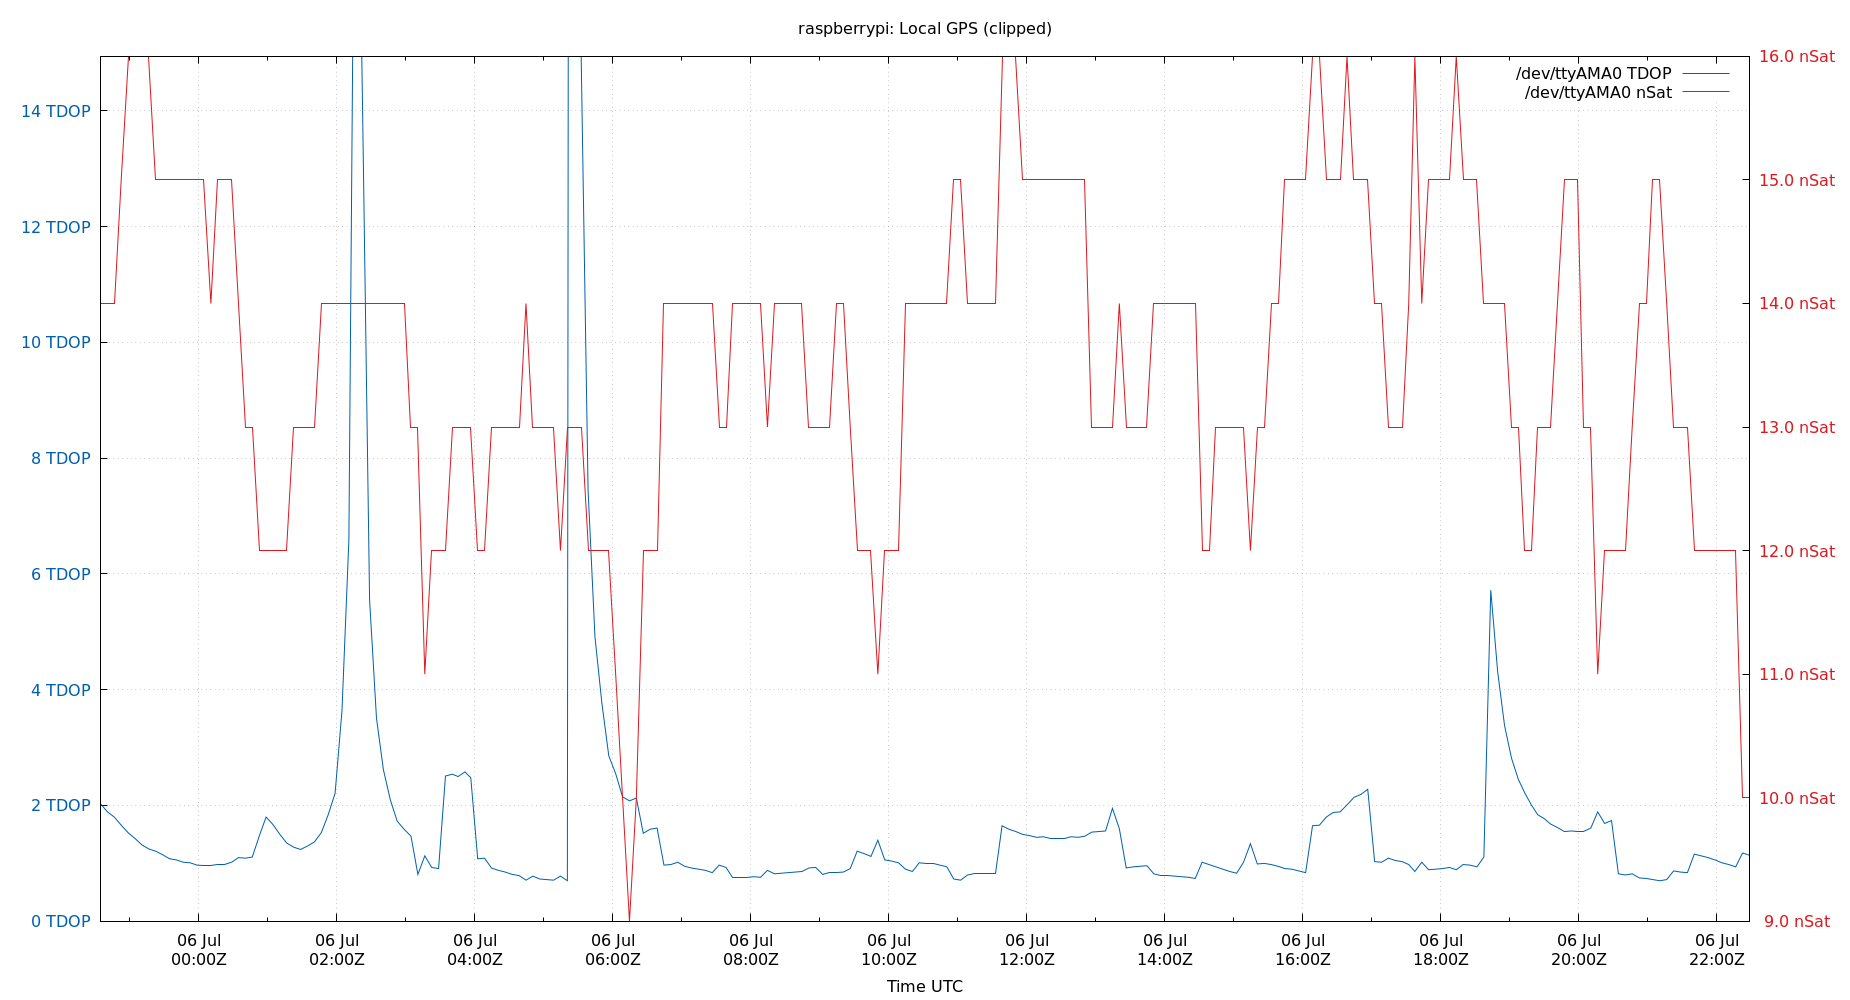 raspberrypi: Local GPS (clipped)
/dev/ttyAMA0 TDOP
/dev/ttyAMA0 nSat
14 TDOP
12 TDOP
10 TDOP
8 TDOP
6 TDOP
4 TDOP
2 TDOP
0 TDOP
16.0 nSat
15.0 nSat
14.0 nSat
13.0 nSat
12.0 nSat
11.0 nSat
10.0 nSat
9.0 nSat
06 Jul
00:00Z
06 Jul
02:00Z
06 Jul
04:00Z
06 Jul
06:00Z
06 Jul
08:00Z
06 Jul
10:00Z
06 Jul
12:00Z
06 Jul
14:00Z
06 Jul
16:00Z
06 Jul
18:00Z
06 Jul
20:00Z
06 Jul
22:00Z
Time UTC